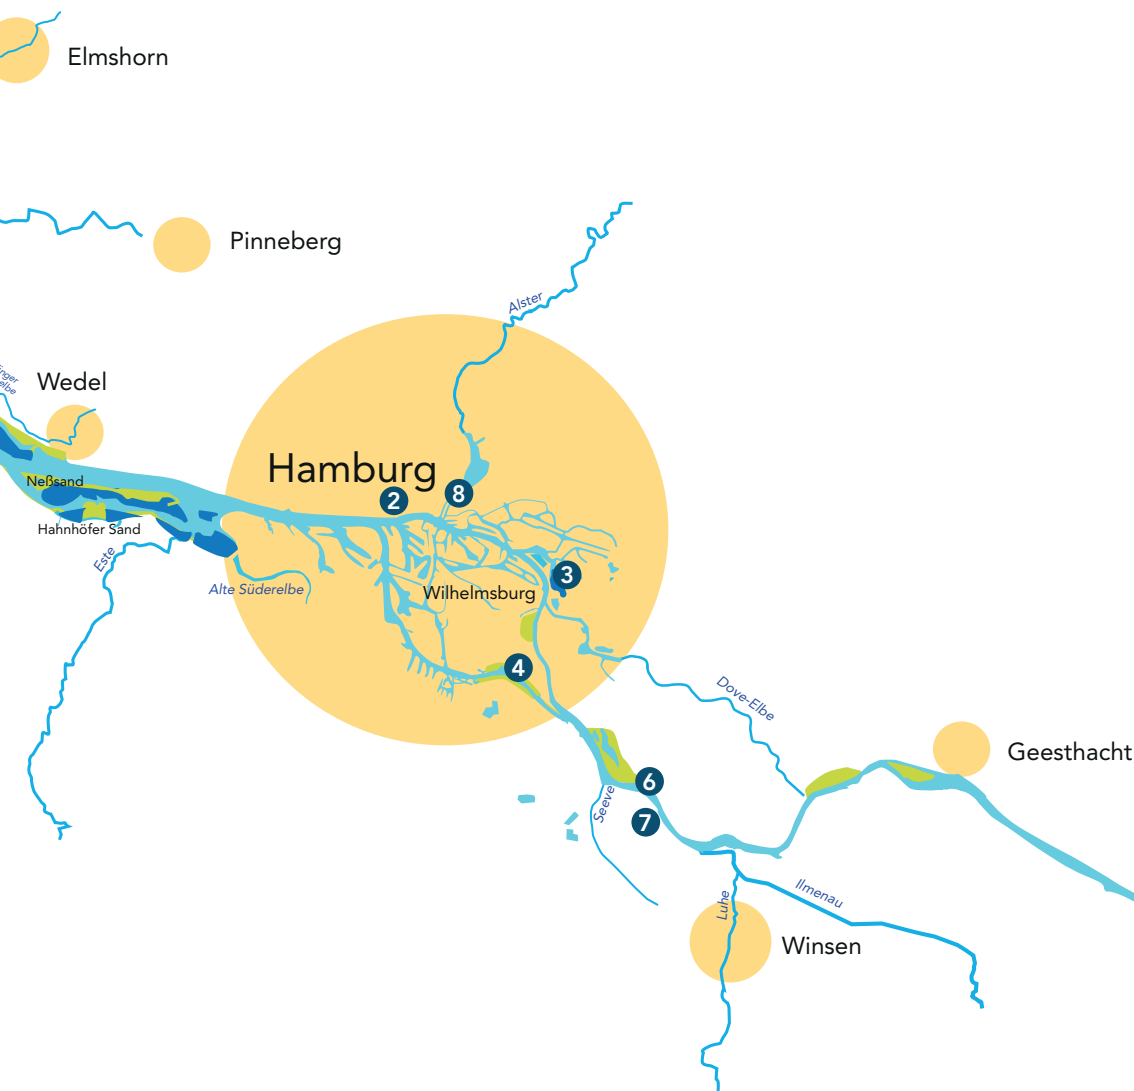 Elmshorn
Pinneberg
Alster
elbe
Wedel
Hamburg
2
8
Neßsand
Hahnhöfer Sand
Este
Alte Süderelbe
3
Wilhelmsburg
4
Dove-Elbe
Geesthacht
6
Seeve
7
Ilmenau
Luhe
Winsen